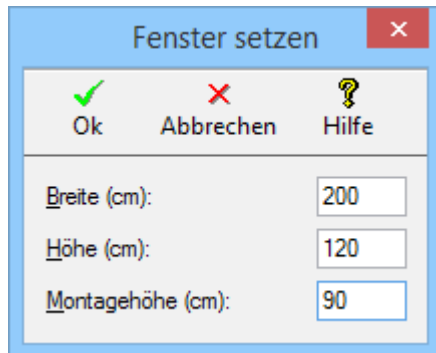 Fenster setzen
Ok Abbrechen Hilfe
Breite (cm): 200
Höhe (cm): 120
Montagehöhe (cm): 90